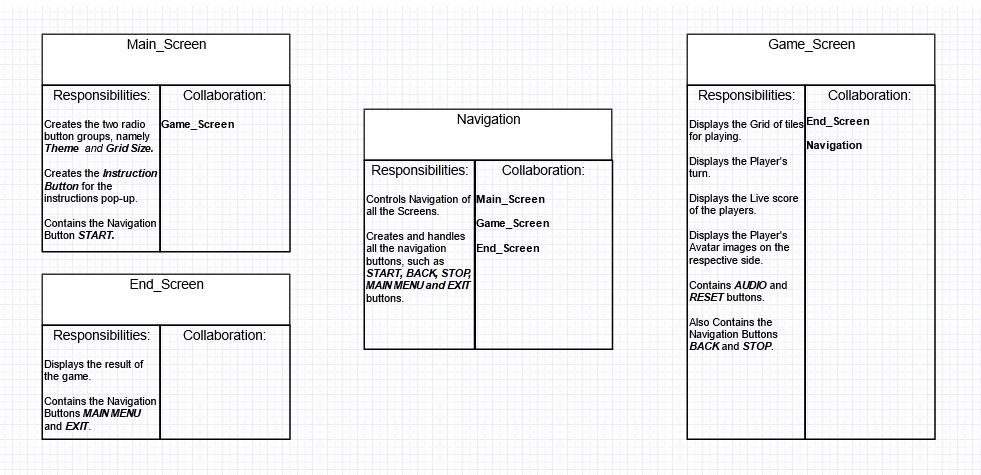 Main_Screen
Responsibilities:
Collaboration:
Creates the two radio
button groups, namely
Theme and Grid Size.
Creates the Instruction
Button for the
instructions pop-up.
Contains the Navigation
Button START.
Game_Screen
End_Screen
Responsibilities:
Collaboration:
Displays the result of
the game.
Contains the Navigation
Buttons MAIN MENU
and EXIT.
Navigation
Responsibilities:
Collaboration:
Controls Navigation of
all the Screens.
Creates and handles
all the navigation
buttons, such as
START, BACK, STOP,
MAIN MENU and EXIT
buttons.
Main_Screen
Game_Screen
End_Screen
Game_Screen
Responsibilities:
Collaboration:
Displays the Grid of tiles
for playing.
Displays the Player's
turn.
Displays the Live score
of the players.
Displays the Player's
Avatar images on the
respective side.
Contains AUDIO and
RESET buttons.
Also Contains the
Navigation Buttons
BACK and STOP.
End_Screen
Navigation